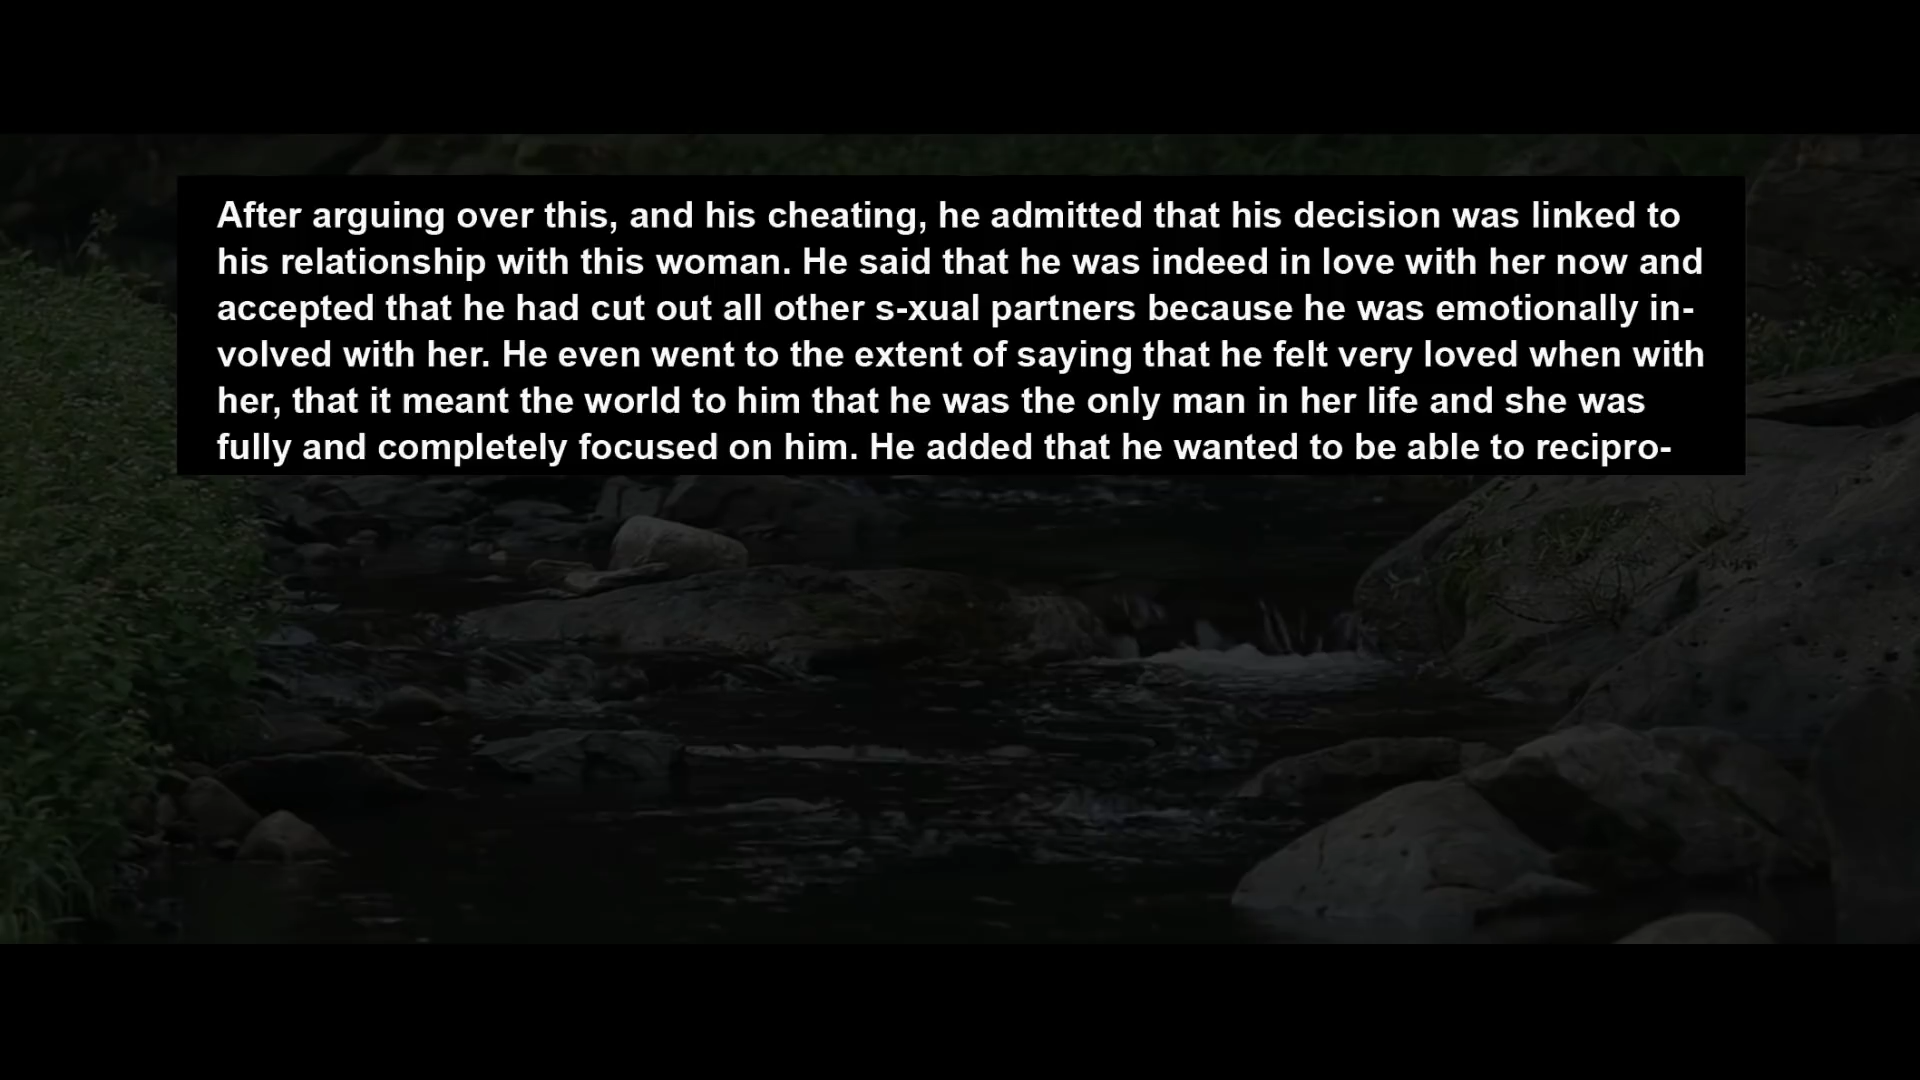 After arguing over this, and his cheating, he admitted that his decision was linked to
his relationship with this woman. He said that he was indeed in love with her now and
accepted that he had cut out all other s-xual partners because he was emotionally in-
volved with her. He even went to the extent of saying that he felt very loved when with
her, that it meant the world to him that he was the only man in her life and she was
fully and completely focused on him. He added that he wanted to be able to recipro-